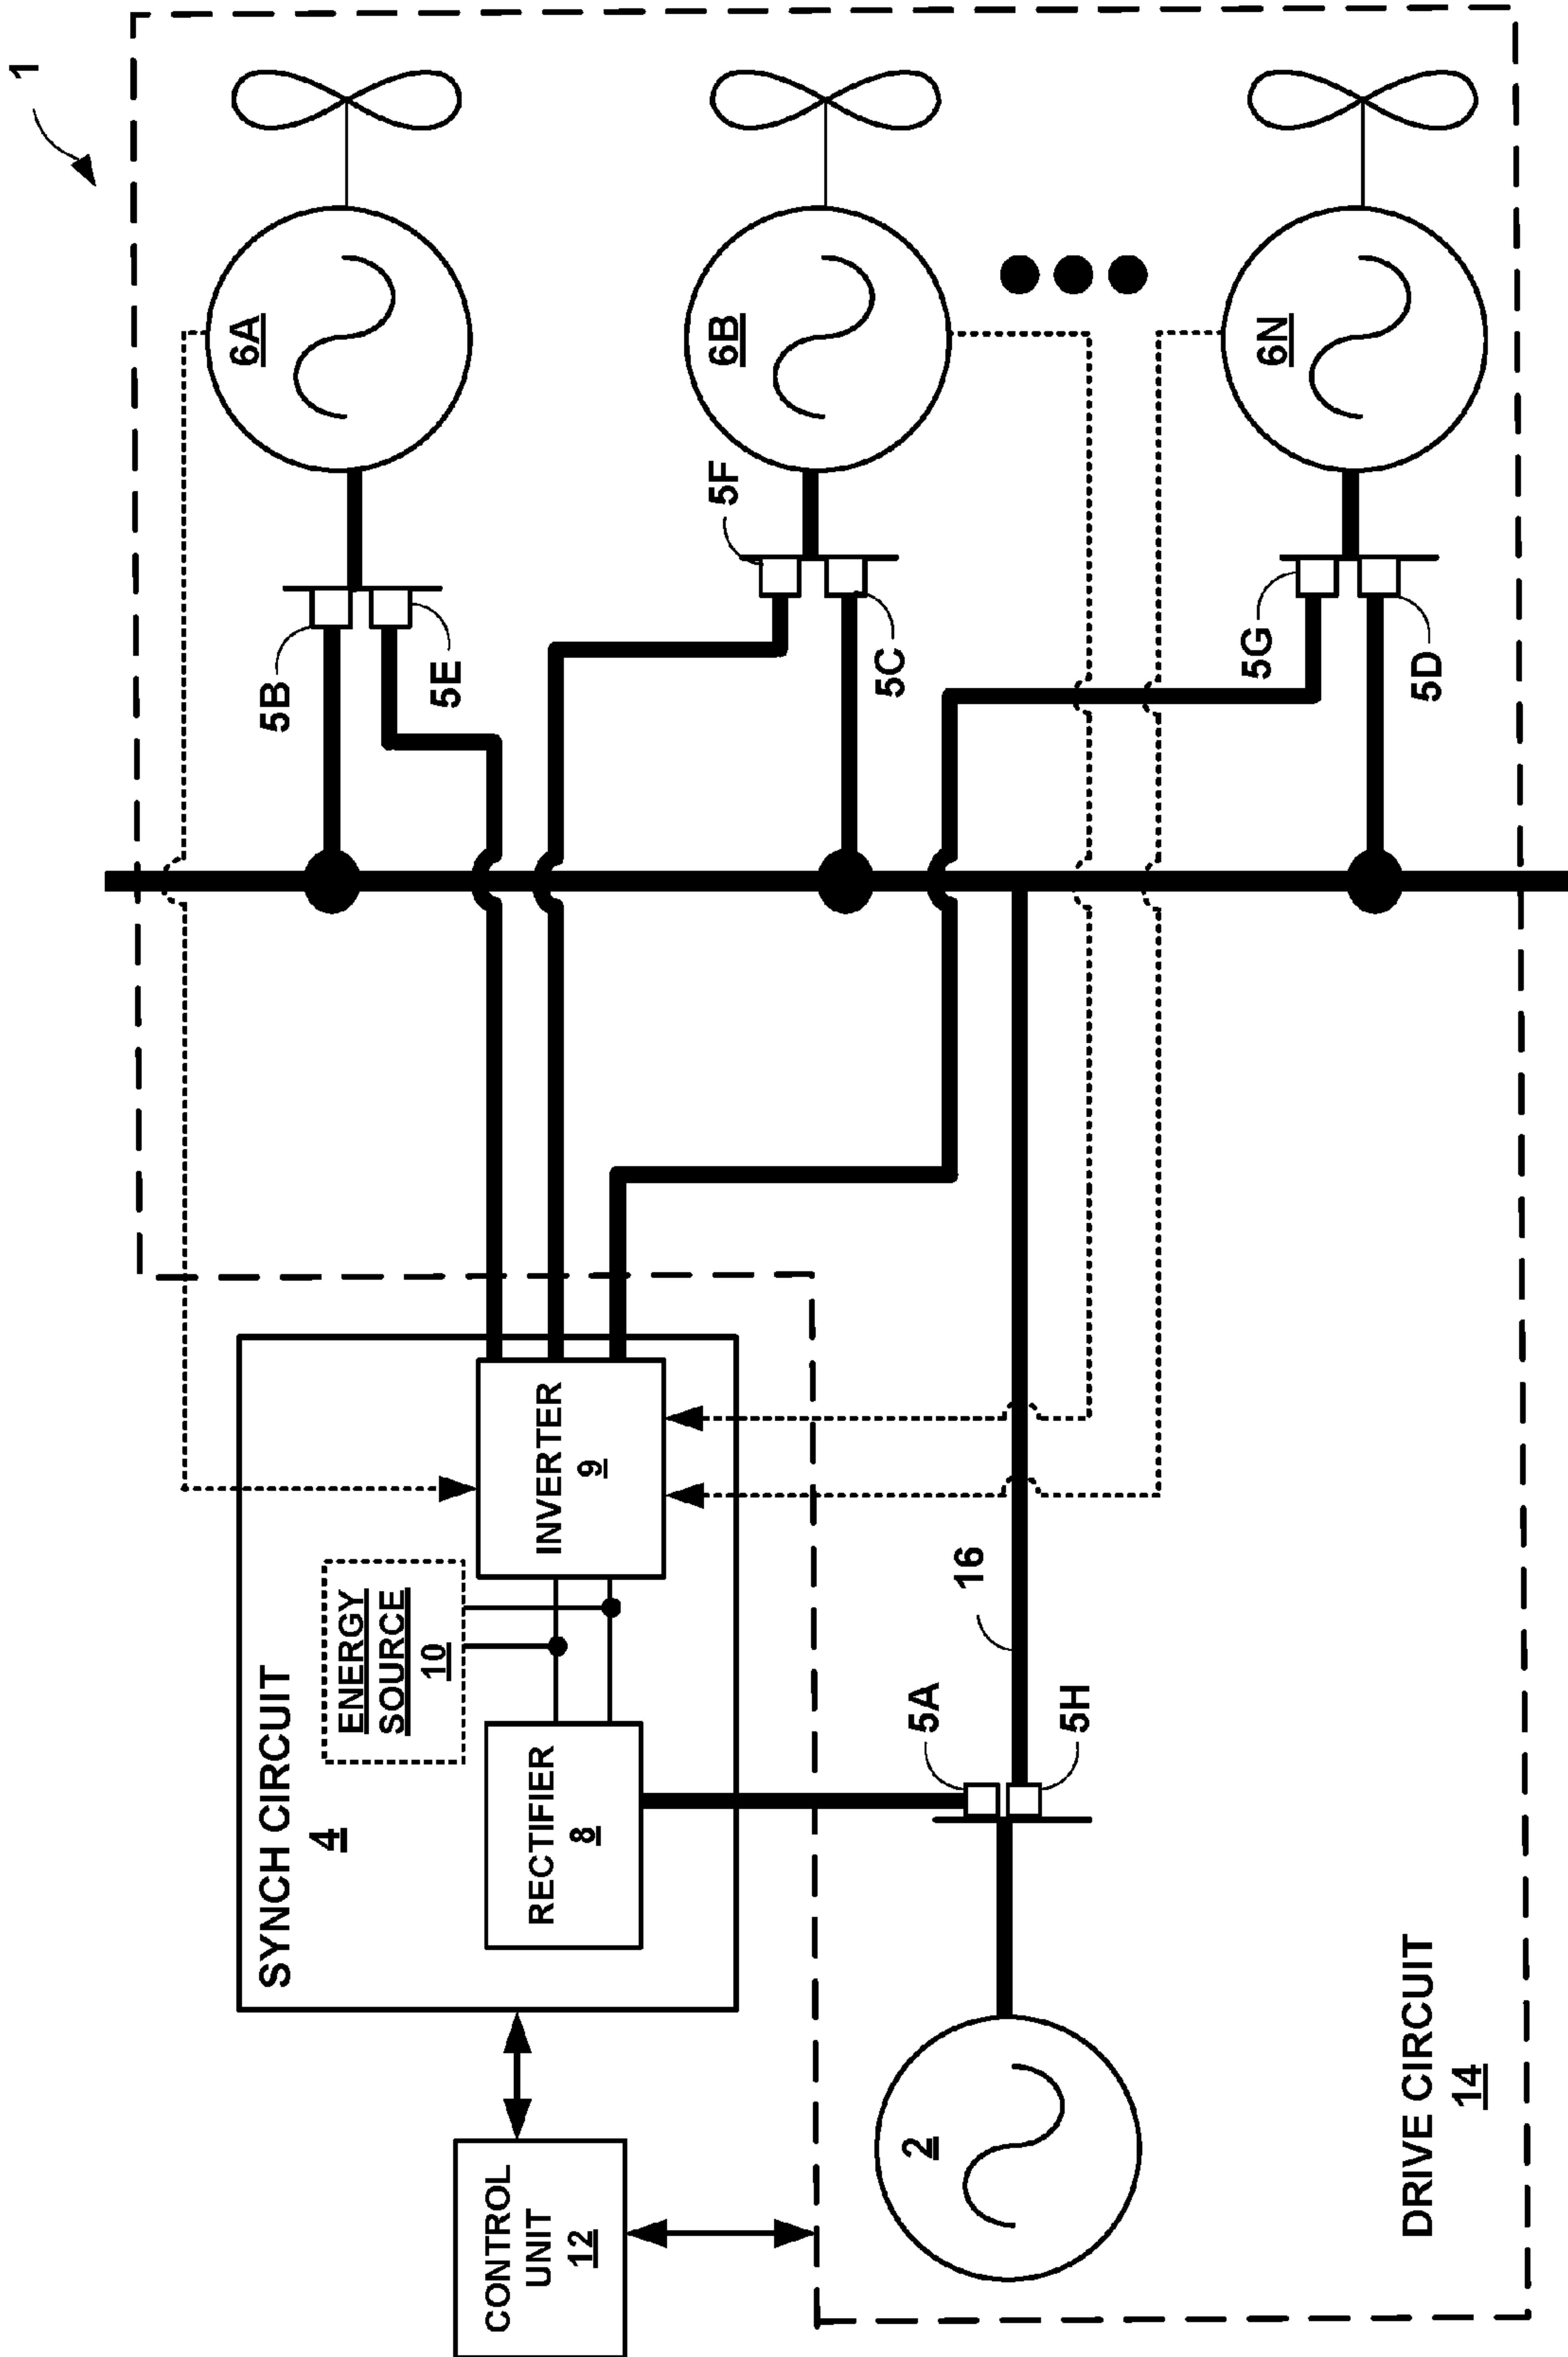 1
6A
6B
6N
5F
5B
5E
5C
5G
5D
SYNCH CIRCUIT
4
ENERGY
SOURCE
10
INVERTER
9
RECTIFIER
8
16
5A
5H
CONTROL
UNIT
12
2
DRIVE CIRCUIT
14